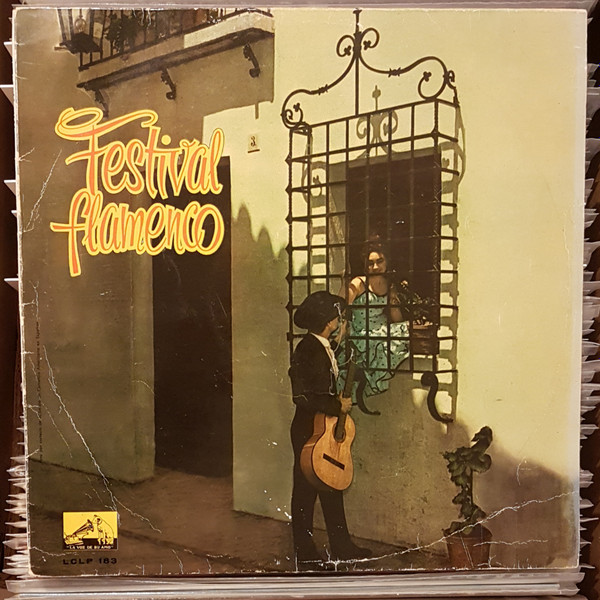 Festival
flamenco
3
"LA VOZ DE SU AMO"
LCLP 183